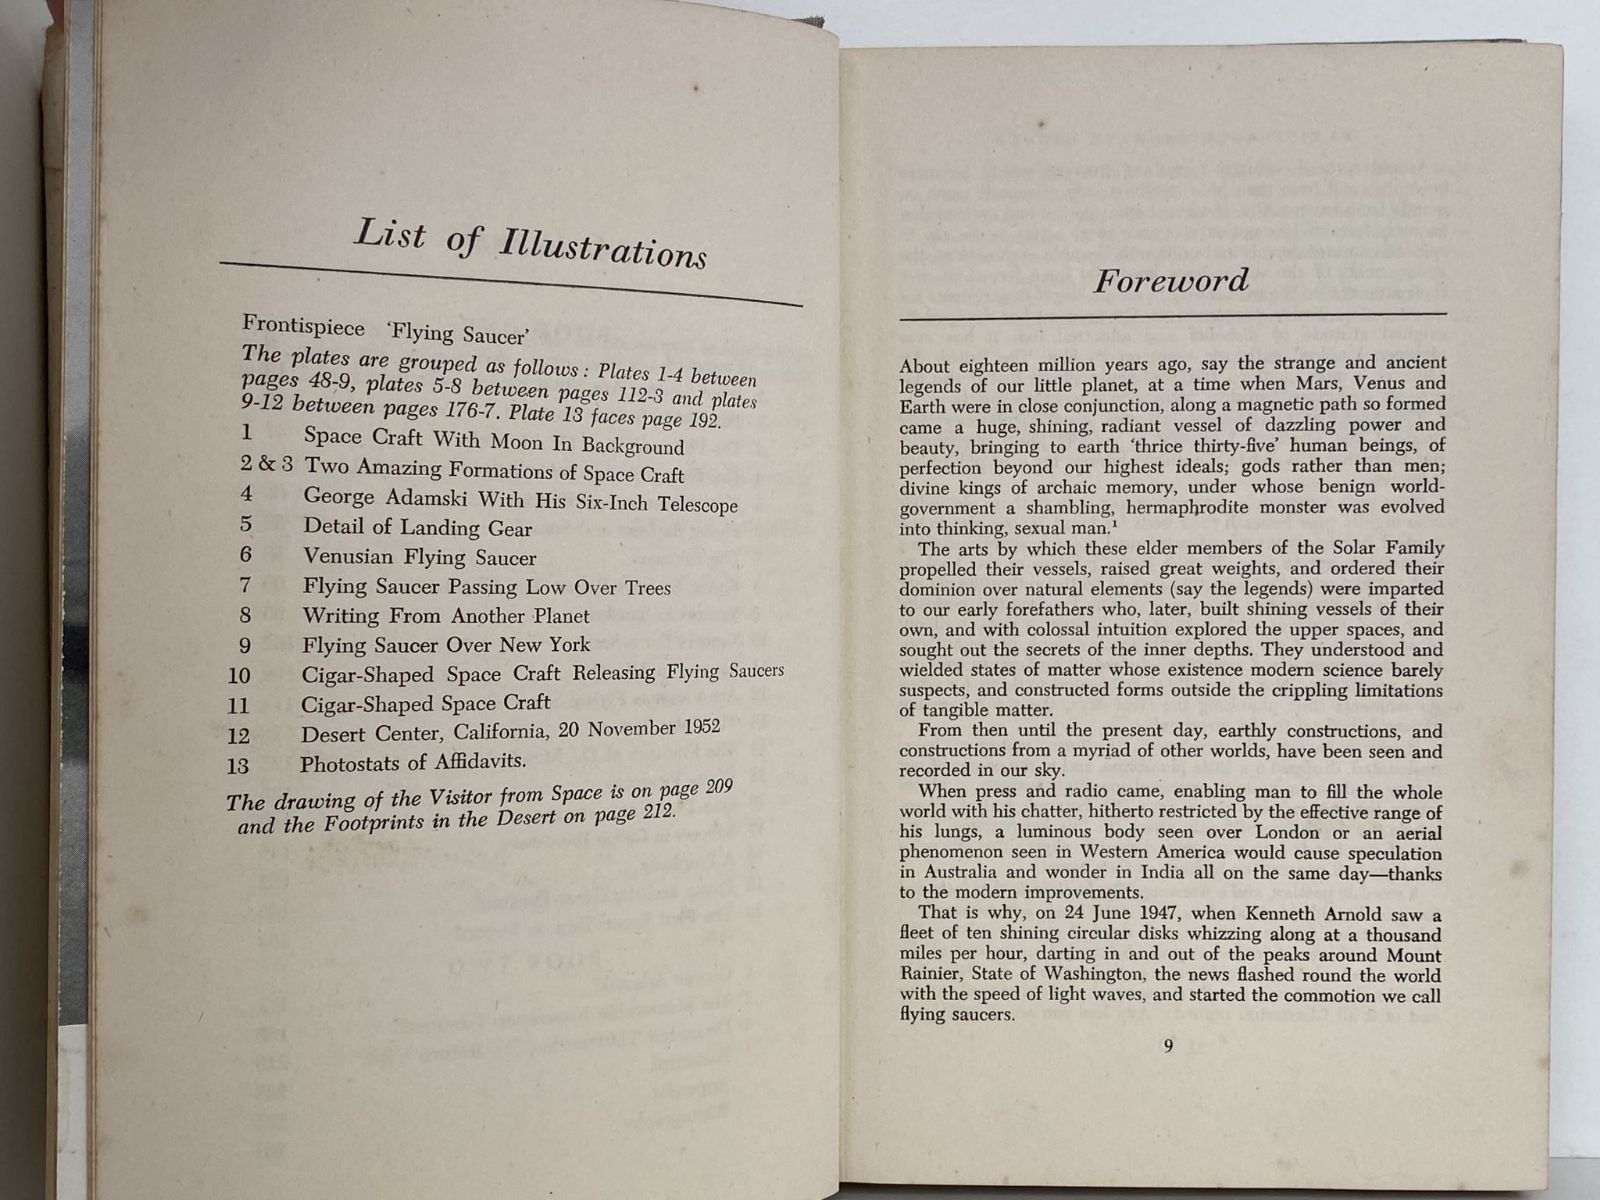 List of Illustrations
Frontispiece 'Flying Saucer'
The plates are grouped as follows: Plates 1-4 between
pages 48-9, plates 5-8 between pages 112-3 and plates
9-12 between pages 176-7. Plate 13 faces page 192.
1 Space Craft With Moon In Background
2 & 3 Two Amazing Formations of Space Craft
4 George Adamski With His Six-Inch Telescope
5 Detail of Landing Gear
6 Venusian Flying Saucer
7 Flying Saucer Passing Low Over Trees
8 Writing From Another Planet
9 Flying Saucer Over New York
10 Cigar-Shaped Space Craft Releasing Flying Saucers
11 Cigar-Shaped Space Craft
12 Desert Center, California, 20 November 1952
13 Photostats of Affidavits.
The drawing of the Visitor from Space is on page 209
and the Footprints in the Desert on page 212.
Foreword
About eighteen million years ago, say the strange and ancient
legends of our little planet, at a time when Mars, Venus and
Earth were in close conjunction, along a magnetic path so formed
came a huge, shining, radiant vessel of dazzling power and
beauty, bringing to earth 'thrice thirty-five' human beings, of
perfection beyond our highest ideals; gods rather than men;
divine kings of archaic memory, under whose benign world-
government a shambling, hermaphrodite monster was evolved
into thinking, sexual man.¹
The arts by which these elder members of the Solar Family
propelled their vessels, raised great weights, and ordered their
dominion over natural elements (say the legends) were imparted
to our early forefathers who, later, built shining vessels of their
own, and with colossal intuition explored the upper spaces, and
sought out the secrets of the inner depths. They understood and
wielded states of matter whose existence modern science barely
suspects, and constructed forms outside the crippling limitations
of tangible matter.
From then until the present day, earthly constructions, and
constructions from a myriad of other worlds, have been seen and
recorded in our sky.
When press and radio came, enabling man to fill the whole
world with his chatter, hitherto restricted by the effective range of
his lungs, a luminous body seen over London or an aerial
phenomenon seen in Western America would cause speculation
in Australia and wonder in India all on the same day—thanks
to the modern improvements.
That is why, on 24 June 1947, when Kenneth Arnold saw a
fleet of ten shining circular disks whizzing along at a thousand
miles per hour, darting in and out of the peaks around Mount
Rainier, State of Washington, the news flashed round the world
with the speed of light waves, and started the commotion we call
flying saucers.
9